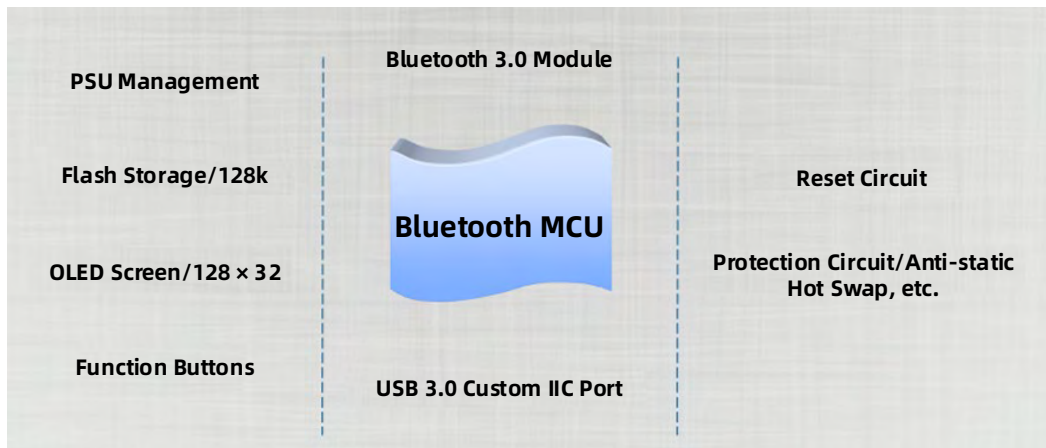 PSU Management
Flash Storage/128k
OLED Screen/128 × 32
Function Buttons
Bluetooth 3.0 Module
Bluetooth MCU
USB 3.0 Custom IIC Port
Reset Circuit
Protection Circuit/Anti-static
Hot Swap, etc.